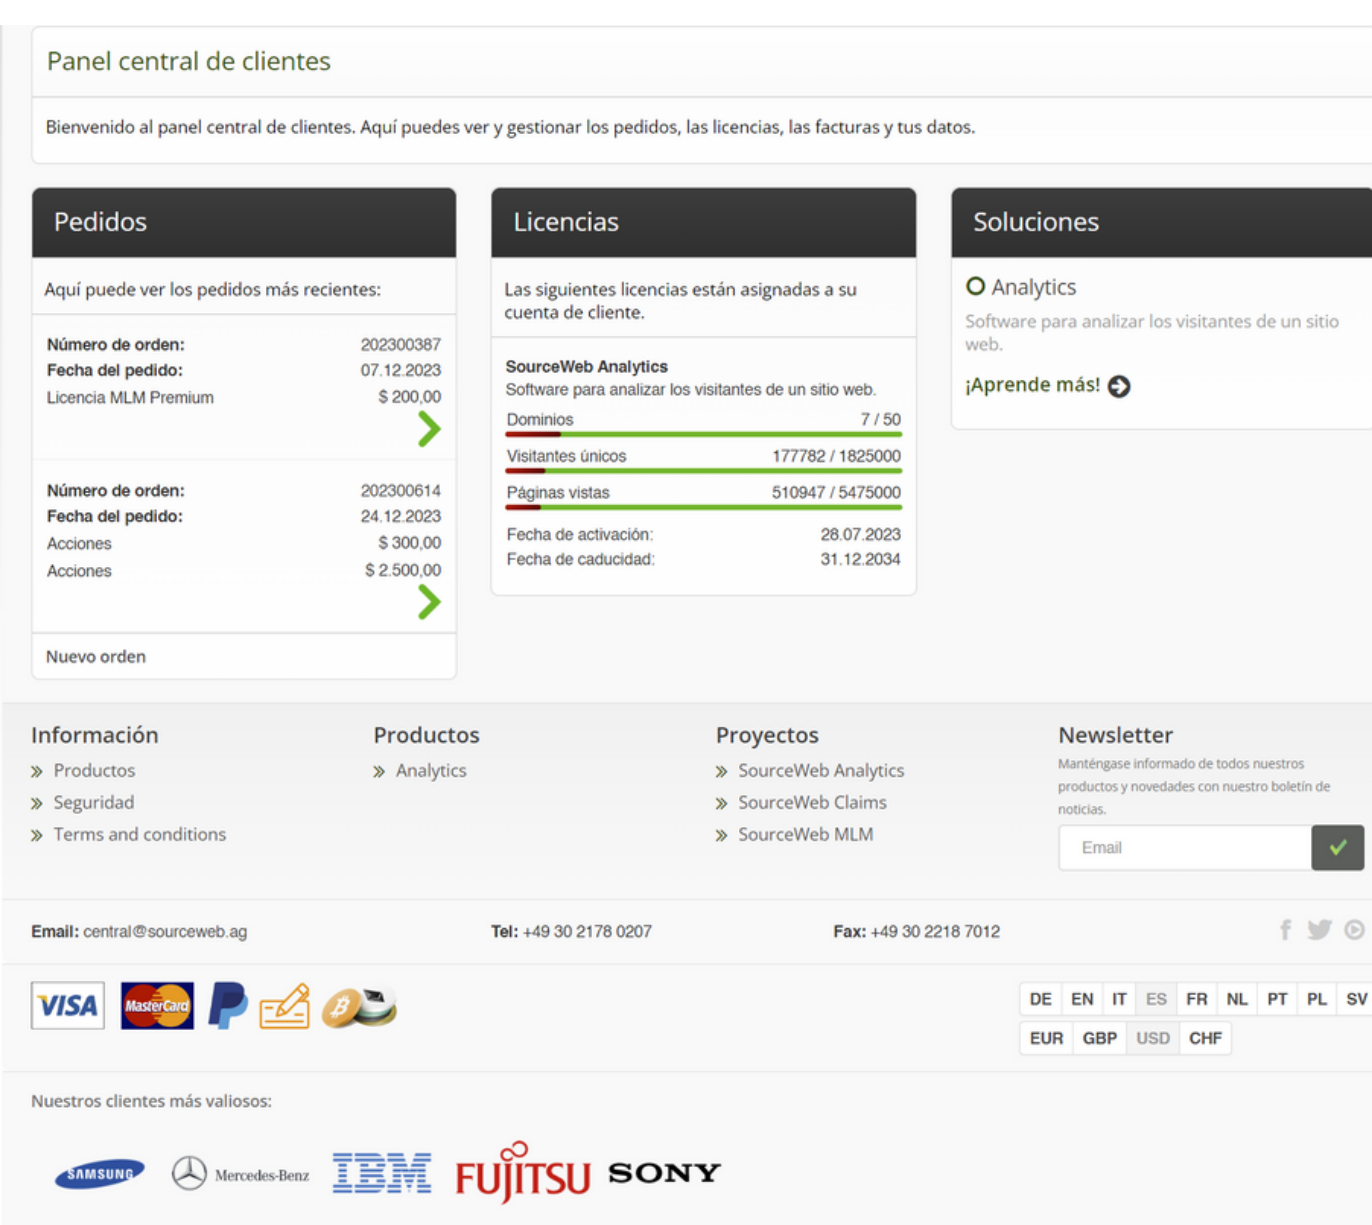 Panel central de clientes
Bienvenido al panel central de clientes. Aquí puedes ver y gestionar los pedidos, las licencias, las facturas y tus datos.
Pedidos
Aquí puede ver los pedidos más recientes:
Número de orden: 202300387
Fecha del pedido: 07.12.2023
Licencia MLM Premium $ 200,00
Número de orden: 202300614
Fecha del pedido: 24.12.2023
Acciones $ 300,00
Acciones $ 2.500,00
Nuevo orden
Licencias
Las siguientes licencias están asignadas a su
cuenta de cliente.
SourceWeb Analytics
Software para analizar los visitantes de un sitio web.
Dominios 7 / 50
Visitantes únicos 177782 / 1825000
Páginas vistas 510947 / 5475000
Fecha de activación: 28.07.2023
Fecha de caducidad: 31.12.2034
Soluciones
Analytics
Software para analizar los visitantes de un sitio
web.
¡Aprende más!
Información
Productos
Seguridad
Terms and conditions
Productos
Analytics
Proyectos
SourceWeb Analytics
SourceWeb Claims
SourceWeb MLM
Newsletter
Manténgase informado de todos nuestros
productos y novedades con nuestro boletín de
noticias.
Email
Email: central@sourceweb.ag Tel: +49 30 2178 0207 Fax: +49 30 2218 7012
VISA MasterCard
DE EN IT ES FR NL PT PL SV
EUR GBP USD CHF
Nuestros clientes más valiosos:
SAMSUNG Mercedes-Benz IBM FUJITSU SONY